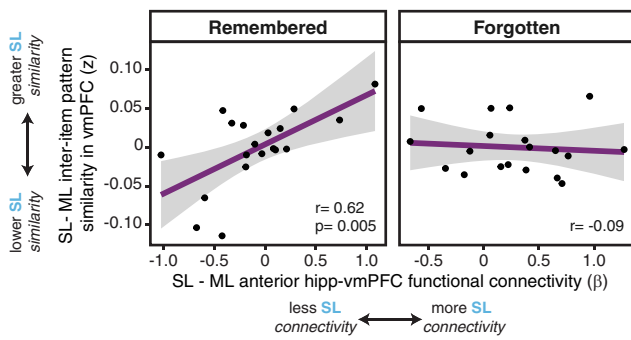 Remembered
Forgotten
greater SL
similarity
lower SL
similarity
SL- ML inter-item pattern
similarity in vmPFC (z)
0.10
0.05
0
-0.05
-0.10
r= 0.62
p= 0.005
r= -0.09
-1.0 -0.5 0 0.5 1.0
-0.5 0 0.5 1.0
SL - ML anterior hipp-vmPFC functional connectivity (β)
less SL
connectivity
more SL
connectivity